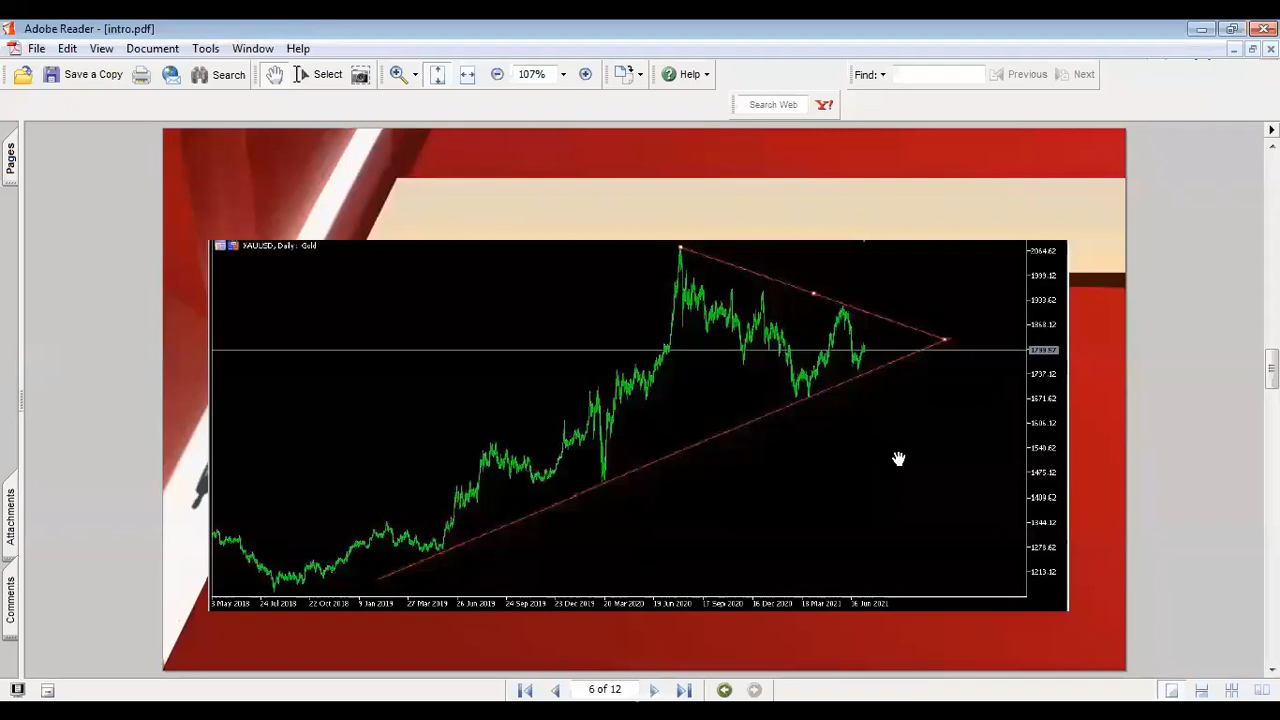 Adobe Reader - [intro.pdf]
File Edit View Document Tools Window Help
Save a Copy Search Select 107% Help Find: Previous Next
Search Web Y!
Pages
Attachments
Comments
XAUUSD, Daily: Gold
2064.62
1999.12
1933.62
1868.12
1799.57
1737.12
1671.62
1606.12
1540.62
1475.12
1409.62
1344.12
1278.62
1213.12
3 May 2018 24 Jul 2018 22 Oct 2018 9 Jan 2019 27 Mar 2019 26 Jun 2019 24 Sep 2019 23 Dec 2019 20 Mar 2020 19 Jun 2020 17 Sep 2020 16 Dec 2020 18 Mar 2021 16 Jun 2021
6 of 12